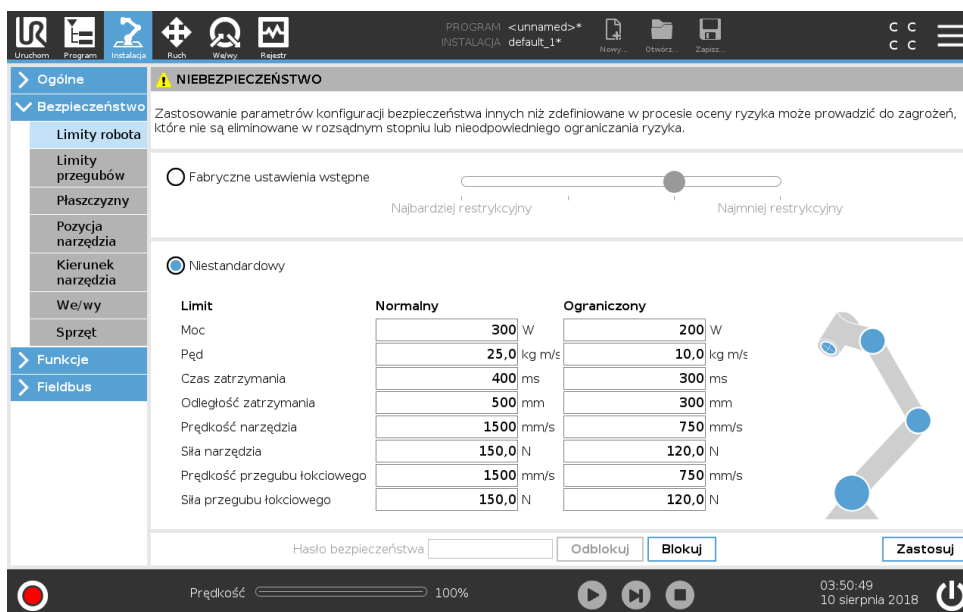 UR
PROGRAM <unnamed>*
INSTALACJA default_1*
C C
C C
Uruchom Program Instalacja Ruch We/wy Rejestr Nowy... Otwórz... Zapisz...
Ogólne
Bezpieczeństwo
Limity robota
Limity
przegubów
Płaszczyzny
Pozycja
narzędzia
Kierunek
narzędzia
We/wy
Sprzęt
Funkcje
Fieldbus
NIEBEZPIECZEŃSTWO
Zastosowanie parametrów konfiguracji bezpieczeństwa innych niż zdefiniowane w procesie oceny ryzyka może prowadzić do zagrożeń,
które nie są eliminowane w rozsądnym stopniu lub nieodpowiedniego ograniczania ryzyka.
Fabryczne ustawienia wstępne
Najbardziej restrykcyjny Najmniej restrykcyjny
Niestandardowy
Limit Normalny Ograniczony
Moc 300 W 200 W
Pęd 25,0 kg m/s 10,0 kg m/s
Czas zatrzymania 400 ms 300 ms
Odległość zatrzymania 500 mm 300 mm
Prędkość narzędzia 1500 mm/s 750 mm/s
Siła narzędzia 150,0 N 120,0 N
Prędkość przegubu łokciowego 1500 mm/s 750 mm/s
Siła przegubu łokciowego 150,0 N 120,0 N
Hasło bezpieczeństwa Odblokuj Blokuj Zastosuj
Prędkość 100%
03:50:49
10 sierpnia 2018